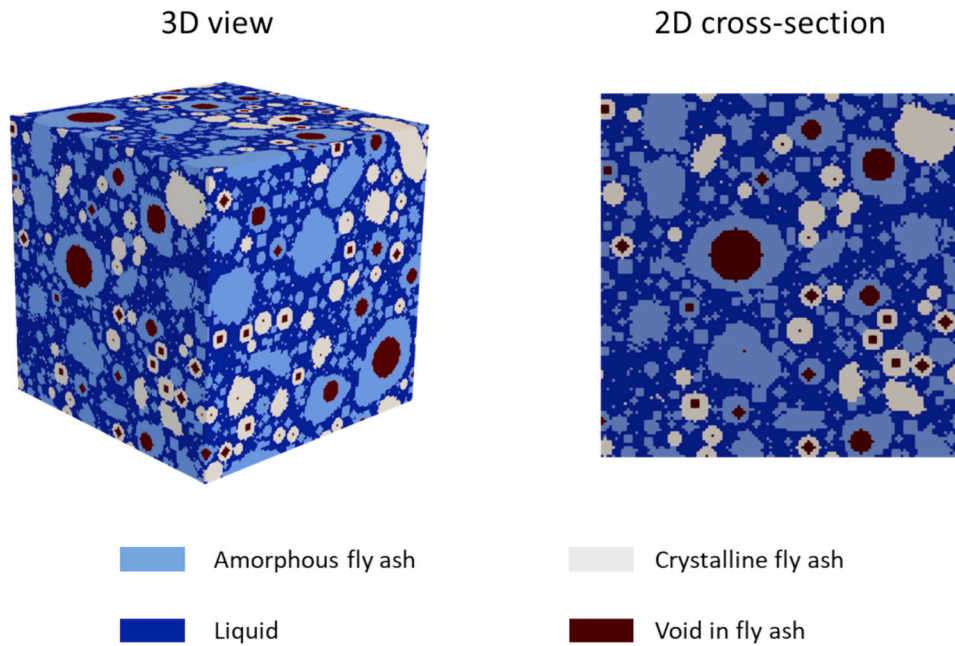 3D view
2D cross-section
Amorphous fly ash
Crystalline fly ash
Liquid
Void in fly ash